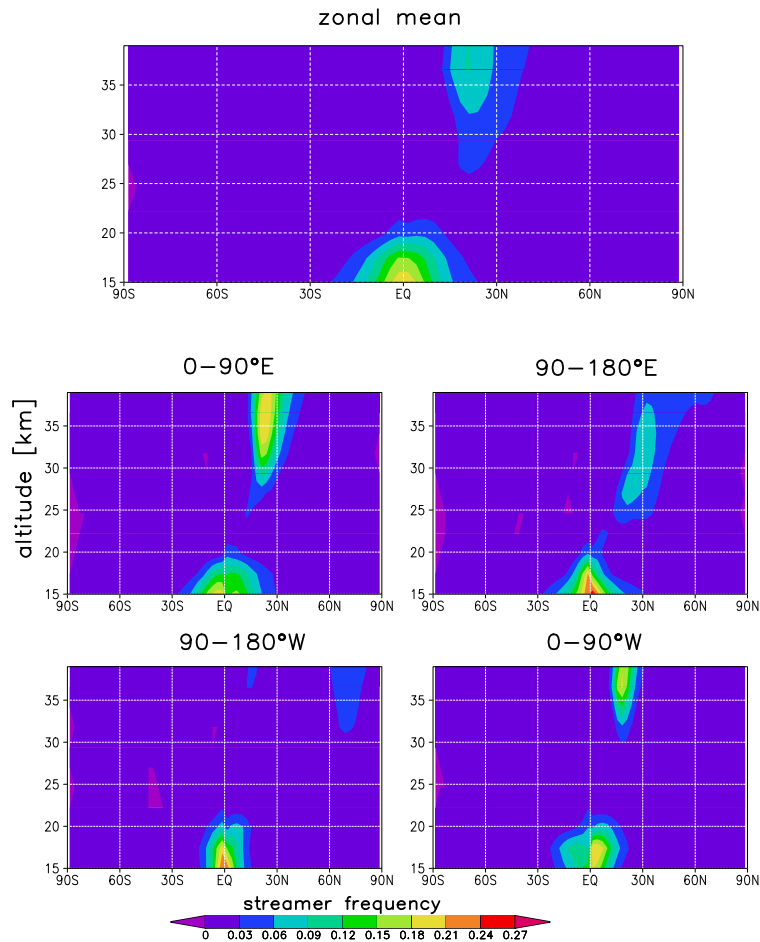 zonal mean
35
30
25
20
15
90S 60S 30S EQ 30N 60N 90N
0−90°E
90−180°E
altitude [km]
35
30
25
20
15
90S 60S 30S EQ 30N 60N 90N
35
30
25
20
15
90S 60S 30S EQ 30N 60N 90N
90−180°W
0−90°W
35
30
25
20
15
90S 60S 30S EQ 30N 60N 90N
35
30
25
20
15
90S 60S 30S EQ 30N 60N 90N
streamer frequency
0 0.03 0.06 0.09 0.12 0.15 0.18 0.21 0.24 0.27